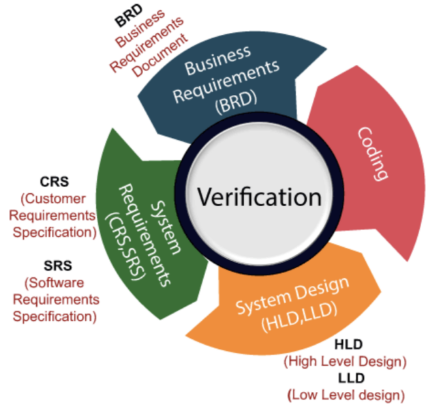 BRD
Business
Requirements
Document
Business
Requirements
(BRD)
Coding
Verification
CRS
(Customer
Requirements
Specification)
SRS
(Software
Requirements
Specification)
System
Requirements
(CRS,SRS)
System Design
(HLD,LLD)
HLD
(High Level Design)
LLD
(Low Level design)